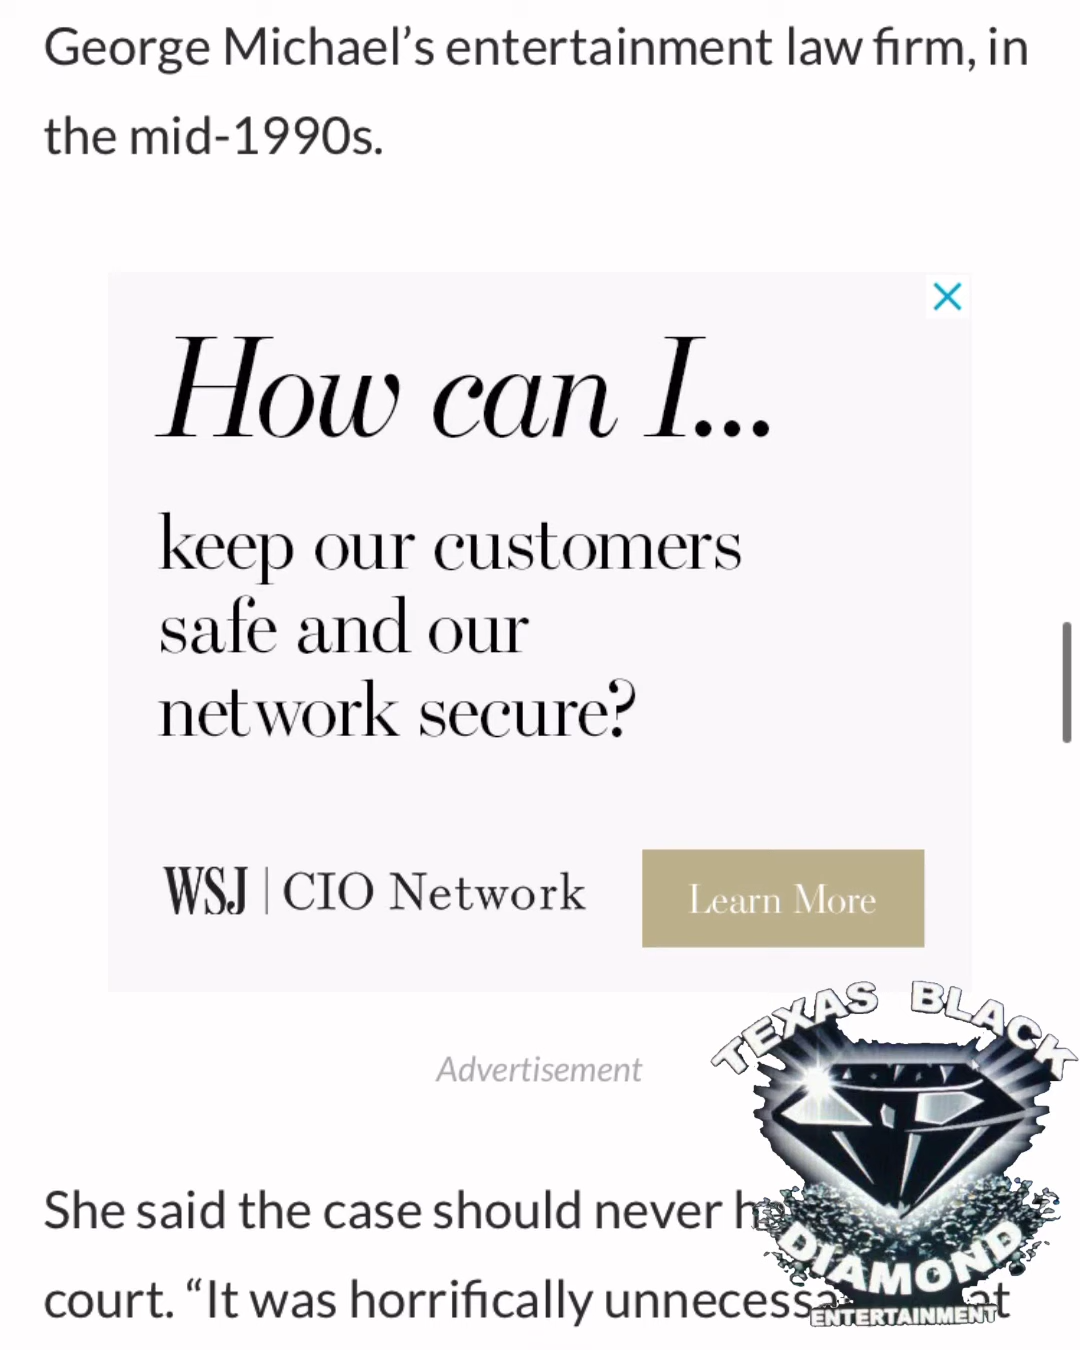 George Michael’s entertainment law firm, in
the mid-1990s.
How can I...
keep our customers
safe and our
network secure?
WSJ | CIO Network
Learn More
Advertisement
TEXAS BLACK
DIAMOND
ENTERTAINMENT
She said the case should never
court. “It was horrifically